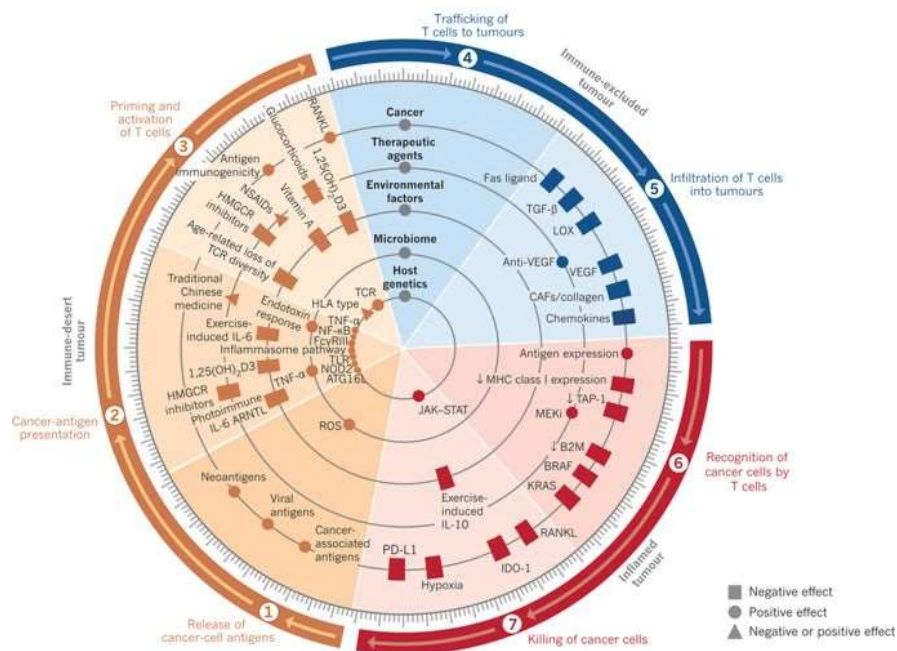 Trafficking of
T cells to tumours
4
Immune-excluded
tumour
5
Infiltration of T cells
into tumours
Priming and
activation
of T cells
3
Immune-desert
tumour
2
Cancer-antigen
presentation
1
Release of
cancer-cell antigens
6
Recognition of
cancer cells by
T cells
Inflamed
tumour
7
Killing of cancer cells
Cancer
Therapeutic
agents
Environmental
factors
Microbiome
Host
genetics
RANKL
Glucocorticoids
1,25(OH)2D3
Antigen
immunogenicity
NSAIDs
Vitamin A
HMGCR
inhibitors
Age-related loss of
TCR diversity
TCR
HLA type
Traditional
Chinese
medicine
Endotoxin
response
TNF-α
NF-κB
FcγRIII
Exercise-
induced IL-6
Inflammasome pathway
TLR
NOD2
ATG16L
1,25(OH)2D3
TNF-α
HMGCR
inhibitors
Photoimmune
IL-6 ARNTL
ROS
Neoantigens
Viral
antigens
Cancer-
associated
antigens
Fas ligand
TGF-β
LOX
Anti-VEGF
VEGF
CAFs/collagen
Chemokines
Antigen expression
↓ MHC class I expression
↓ TAP-1
MEKi
↓ B2M
BRAF
KRAS
JAK–STAT
Exercise-
induced
IL-10
RANKL
IDO-1
PD-L1
Hypoxia
Negative effect
Positive effect
Negative or positive effect